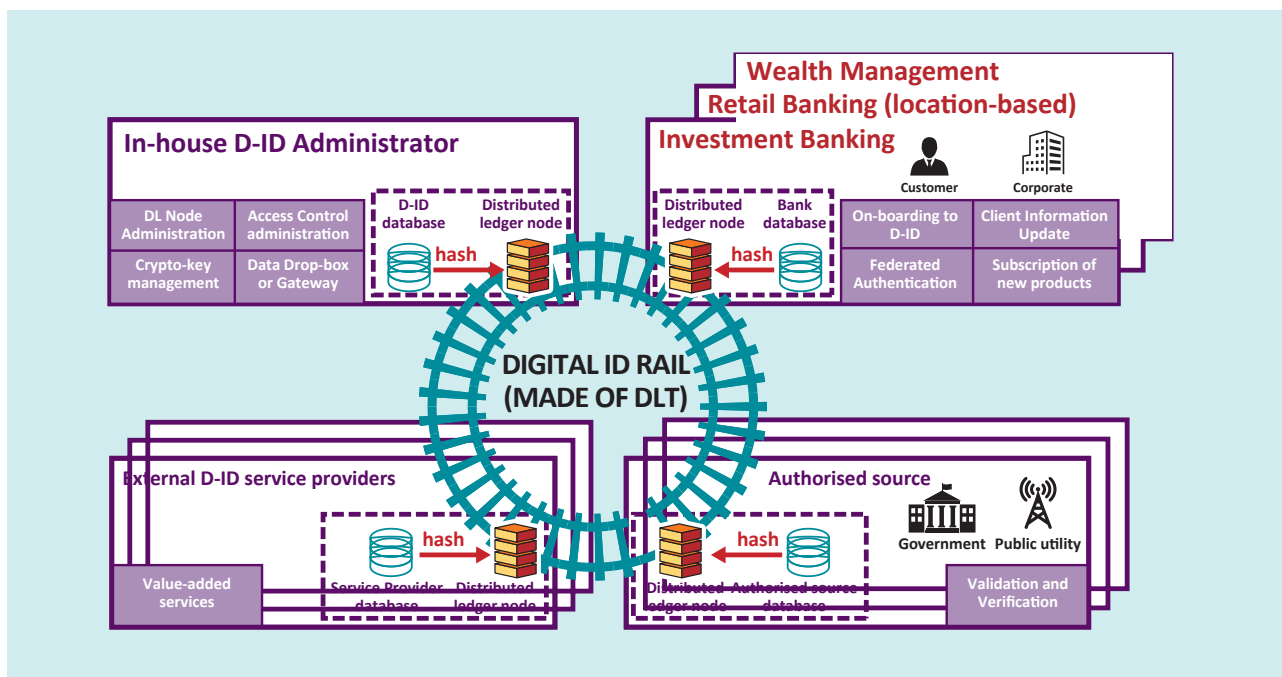 Wealth Management
Retail Banking (location-based)
Investment Banking
In-house D-ID Administrator
Customer
Corporate
D-ID
database
Distributed
ledger node
hash
DL Node
Administration
Access Control
administration
Crypto-key
management
Data Drop-box
or Gateway
Distributed
ledger node
Bank
database
hash
On-boarding to
D-ID
Client Information
Update
Federated
Authentication
Subscription of
new products
DIGITAL ID RAIL
(MADE OF DLT)
External D-ID service providers
hash
Service Provider
database
Distributed
ledger node
Value-added
services
Authorised source
Government
Public utility
hash
Distributed
ledger node
Authorised source
database
Validation and
Verification